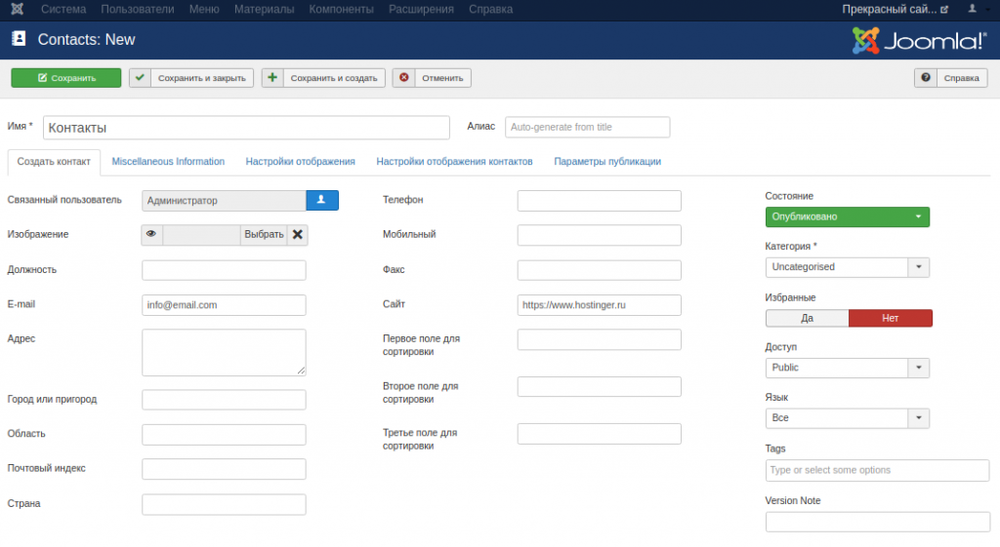 Система Пользователи Меню Материалы Компоненты Расширения Справка Прекрасный сай...
Contacts: New Joomla!®
Сохранить Сохранить и закрыть Сохранить и создать Отменить Справка
Имя * Контакты Алиас Auto-generate from title
Создать контакт Miscellaneous Information Настройки отображения Настройки отображения контактов Параметры публикации
Связанный пользователь Администратор
Изображение Выбрать
Должность
E-mail info@email.com
Адрес
Город или пригород
Область
Почтовый индекс
Страна
Телефон
Мобильный
Факс
Сайт https://www.hostinger.ru
Первое поле для
сортировки
Второе поле для
сортировки
Третье поле для
сортировки
Состояние
Опубликовано
Категория *
Uncategorised
Избранные
Да Нет
Доступ
Public
Язык
Все
Tags
Type or select some options
Version Note